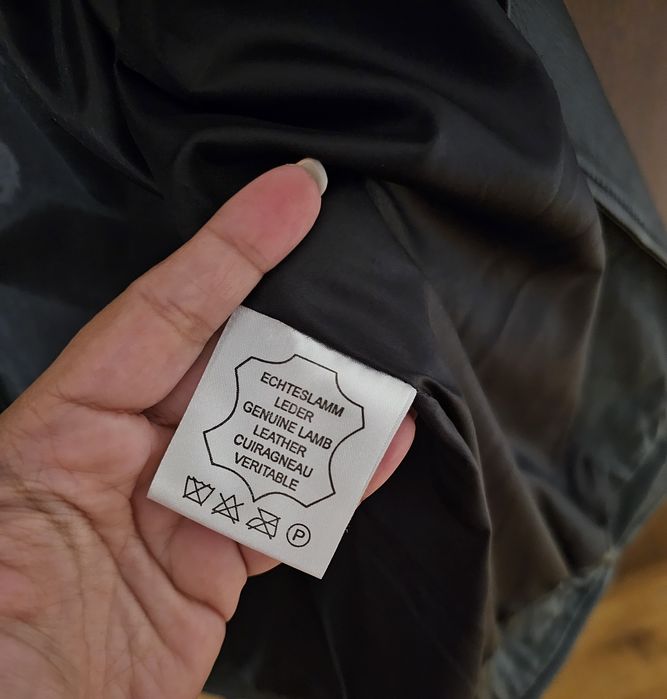 ECHTESLAMM
LEDER
GENUINE LAMB
LEATHER
CUIRAGNEAU
VERITABLE
P